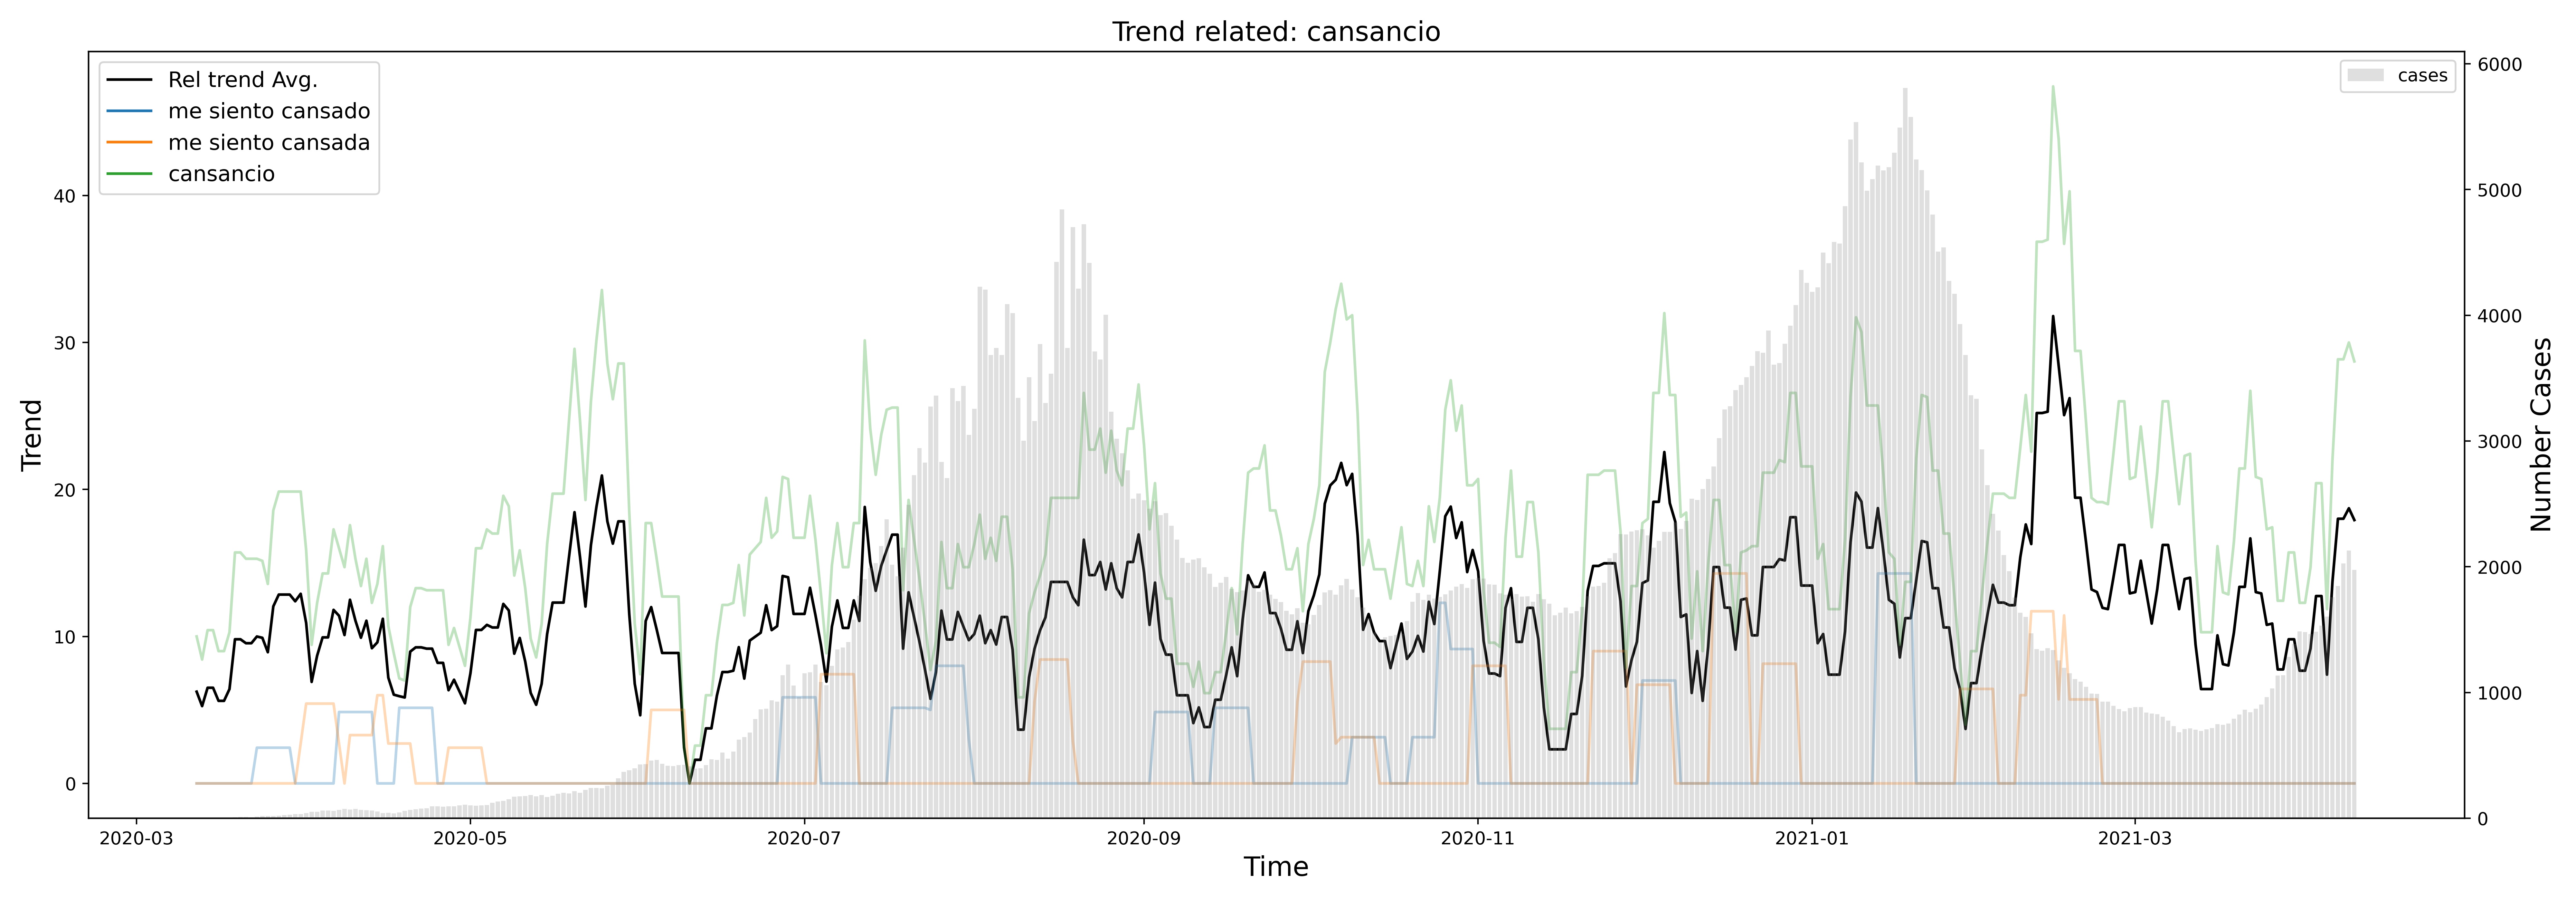 Trend related: cansancio
Rel trend Avg.
me siento cansado
me siento cansada
cansancio
cases
Trend
40
30
20
10
0
6000
5000
4000
3000
2000
1000
0
Number Cases
2020-03 2020-05 2020-07 2020-09 2020-11 2021-01 2021-03
Time